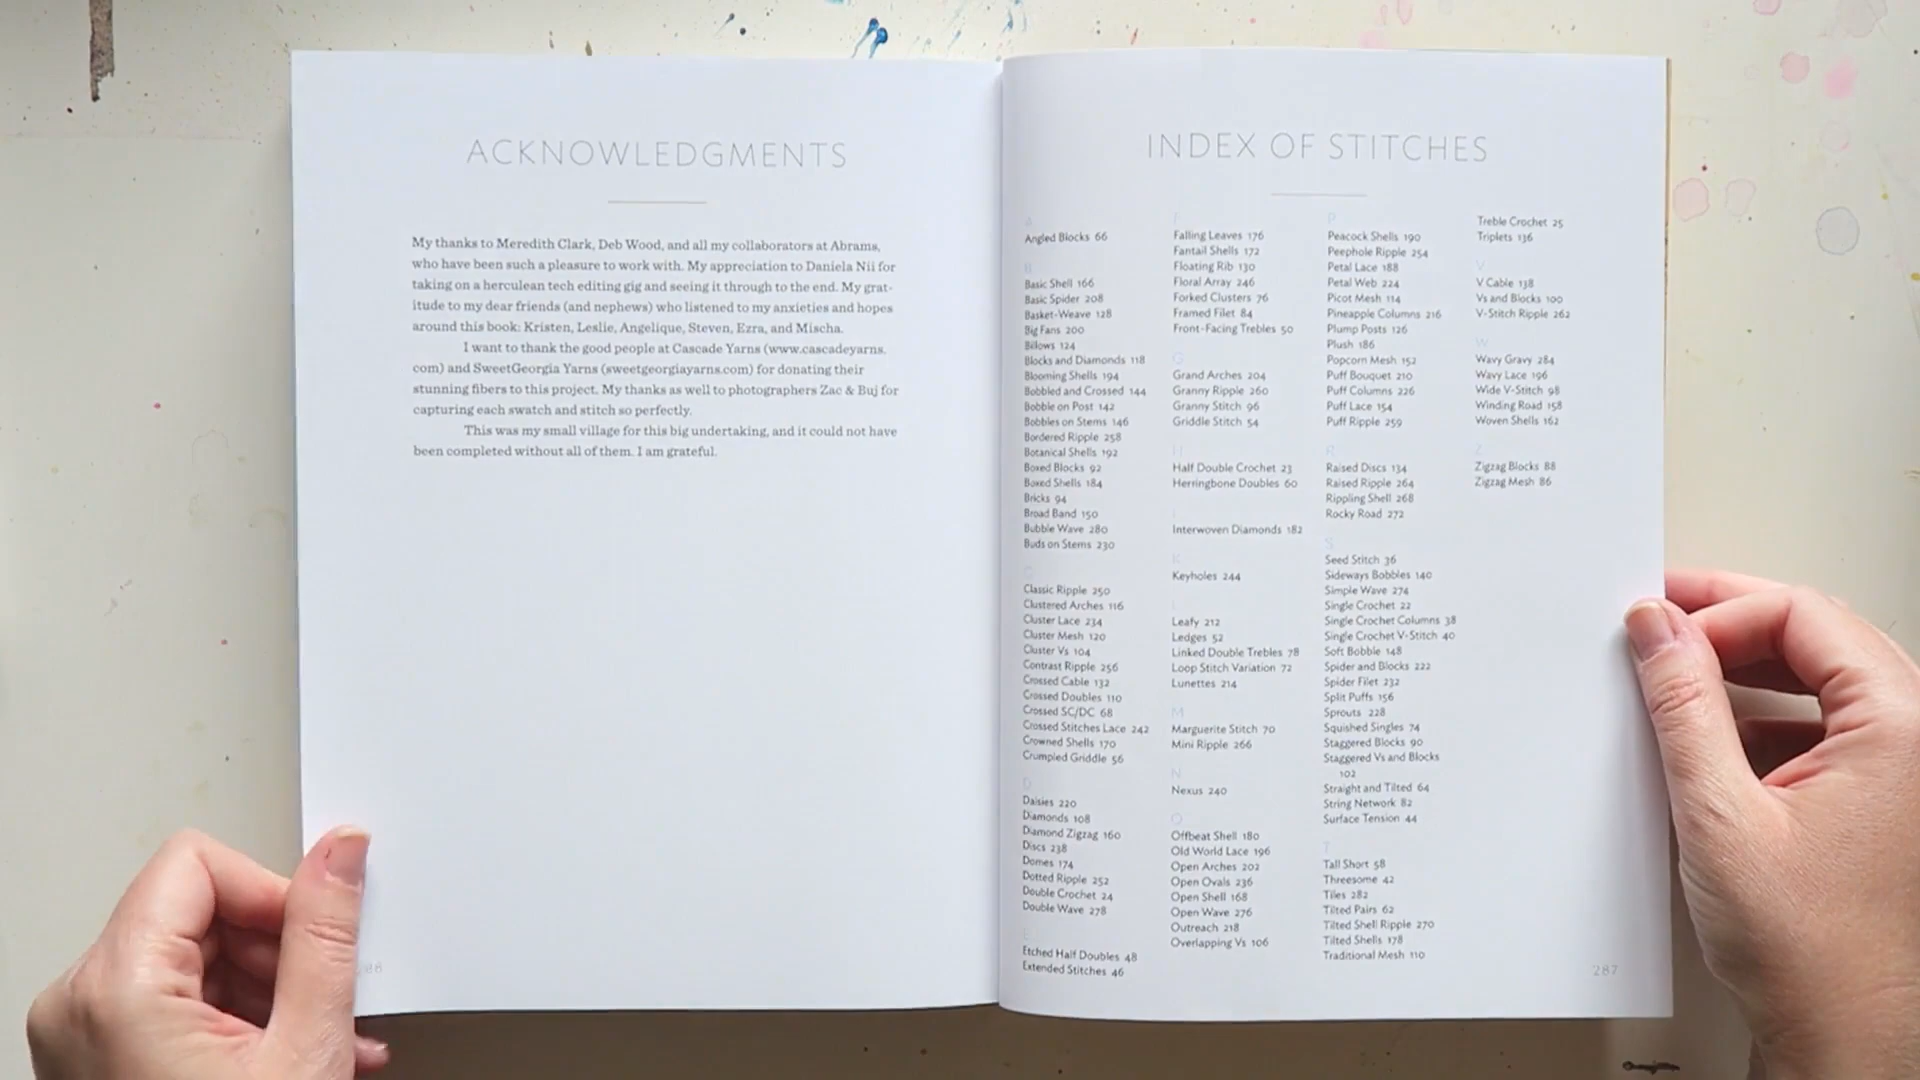 ACKNOWLEDGMENTS
My thanks to Meredith Clark, Deb Wood, and all my collaborators at Abrams,
who have been such a pleasure to work with. My appreciation to Daniela Nii for
taking on a herculean tech editing gig and seeing it through to the end. My grat-
itude to my dear friends (and nephews) who listened to my anxieties and hopes
around this book: Kristen, Leslie, Angelique, Steven, Ezra, and Mischa.
I want to thank the good people at Cascade Yarns (www.cascadeyarns.
com) and SweetGeorgia Yarns (sweetgeorgiayarns.com) for donating their
stunning fibers to this project. My thanks as well to photographers Zac & Buj for
capturing each swatch and stitch so perfectly.
This was my small village for this big undertaking, and it could not have
been completed without all of them. I am grateful.
86
INDEX OF STITCHES
A
Angled Blocks 66
B
Basic Shell 166
Basic Spider 208
Basket-Weave 128
Big Fans 200
Billows 124
Blocks and Diamonds 118
Blooming Shells 194
Bobbled and Crossed 144
Bobble on Post 142
Bobbles on Stems 146
Bordered Ripple 258
Botanical Shells 192
Boxed Blocks 92
Boxed Shells 184
Bricks 94
Broad Band 150
Bubble Wave 280
Buds on Stems 230
C
Classic Ripple 250
Clustered Arches 116
Cluster Lace 234
Cluster Mesh 120
Cluster Vs 104
Contrast Ripple 256
Crossed Cable 132
Crossed Doubles 110
Crossed SC/DC 68
Crossed Stitches Lace 242
Crowned Shells 170
Crumpled Griddle 56
D
Daisies 220
Diamonds 108
Diamond Zigzag 160
Discs 238
Domes 174
Dotted Ripple 252
Double Crochet 24
Double Wave 278
E
Etched Half Doubles 48
Extended Stitches 46
F
Falling Leaves 176
Fantail Shells 172
Floating Rib 130
Floral Array 246
Forked Clusters 76
Framed Filet 84
Front-Facing Trebles 50
G
Grand Arches 204
Granny Ripple 260
Granny Stitch 96
Griddle Stitch 54
H
Half Double Crochet 23
Herringbone Doubles 60
I
Interwoven Diamonds 182
K
Keyholes 244
L
Leafy 212
Ledges 52
Linked Double Trebles 78
Loop Stitch Variation 72
Lunettes 214
M
Marguerite Stitch 70
Mini Ripple 266
N
Nexus 240
O
Offbeat Shell 180
Old World Lace 196
Open Arches 202
Open Ovals 236
Open Shell 168
Open Wave 276
Outreach 218
Overlapping Vs 106
P
Peacock Shells 190
Peephole Ripple 254
Petal Lace 188
Petal Web 224
Picot Mesh 114
Pineapple Columns 216
Plump Posts 126
Plush 186
Popcorn Mesh 152
Puff Bouquet 210
Puff Columns 226
Puff Lace 154
Puff Ripple 259
R
Raised Discs 134
Raised Ripple 264
Rippling Shell 268
Rocky Road 272
S
Seed Stitch 36
Sideways Bobbles 140
Simple Wave 274
Single Crochet 22
Single Crochet Columns 38
Single Crochet V-Stitch 40
Soft Bobble 148
Spider and Blocks 222
Spider Filet 232
Split Puffs 156
Sprouts 228
Squished Singles 74
Staggered Blocks 90
Staggered Vs and Blocks
102
Straight and Tilted 64
String Network 82
Surface Tension 44
T
Tall Short 58
Threesome 42
Tiles 282
Tilted Pairs 62
Tilted Shell Ripple 270
Tilted Shells 178
Traditional Mesh 110
Treble Crochet 25
Triplets 136
V
V Cable 138
Vs and Blocks 100
V-Stitch Ripple 262
W
Wavy Gravy 284
Wavy Lace 196
Wide V-Stitch 98
Winding Road 158
Woven Shells 162
Z
Zigzag Blocks 88
Zigzag Mesh 86
287